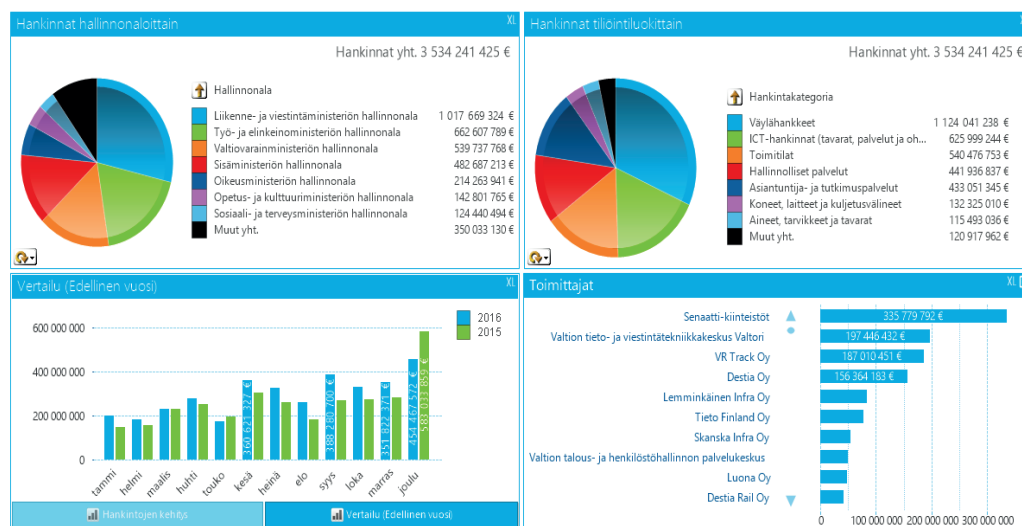 Hankinnat hallinnonaloittain XL
Hankinnat yht. 3 534 241 425 €
Hallinnonala
Liikenne- ja viestintäministeriön hallinnonala 1 017 669 324 €
Työ- ja elinkeinoministeriön hallinnonala 662 607 789 €
Valtiovarainministeriön hallinnonala 539 737 768 €
Sisäministeriön hallinnonala 482 687 213 €
Oikeusministeriön hallinnonala 214 263 941 €
Opetus- ja kulttuuriministeriön hallinnonala 142 801 765 €
Sosiaali- ja terveysministeriön hallinnonala 124 440 494 €
Muut yht. 350 033 130 €
Hankinnat tiliöintiluokittain
Hankinnat yht. 3 534 241 425 €
Hankintakategoria
Väylähankkeet 1 124 041 238 €
ICT-hankinnat (tavarat, palvelut ja oh... 625 999 244 €
Toimitilat 540 476 753 €
Hallinnolliset palvelut 441 936 837 €
Asiantuntija- ja tutkimuspalvelut 433 051 345 €
Koneet, laitteet ja kuljetusvälineet 132 325 010 €
Aineet, tarvikkeet ja tavarat 115 493 036 €
Muut yht. 120 917 962 €
Vertailu (Edellinen vuosi) XL
2016
2015
600 000 000
400 000 000
200 000 000
0
360 621 327 €
388 280 700 €
351 822 371 €
454 467 572 €
583 033 859 €
tammi
helmi
maalis
huhti
touko
kesä
heinä
elo
syys
loka
marras
joulu
Hankintojen kehitys
Vertailu (Edellinen vuosi)
Toimittajat XL
Senaatti-kiinteistöt 335 779 792 €
Valtion tieto- ja viestintätekniikkakeskus Valtori 197 446 432 €
VR Track Oy 187 010 451 €
Destia Oy 156 364 183 €
Lemminkäinen Infra Oy
Tieto Finland Oy
Skanska Infra Oy
Valtion talous- ja henkilöstöhallinnon palvelukeskus
Luona Oy
Destia Rail Oy
0 100 000 000 200 000 000 300 000 000